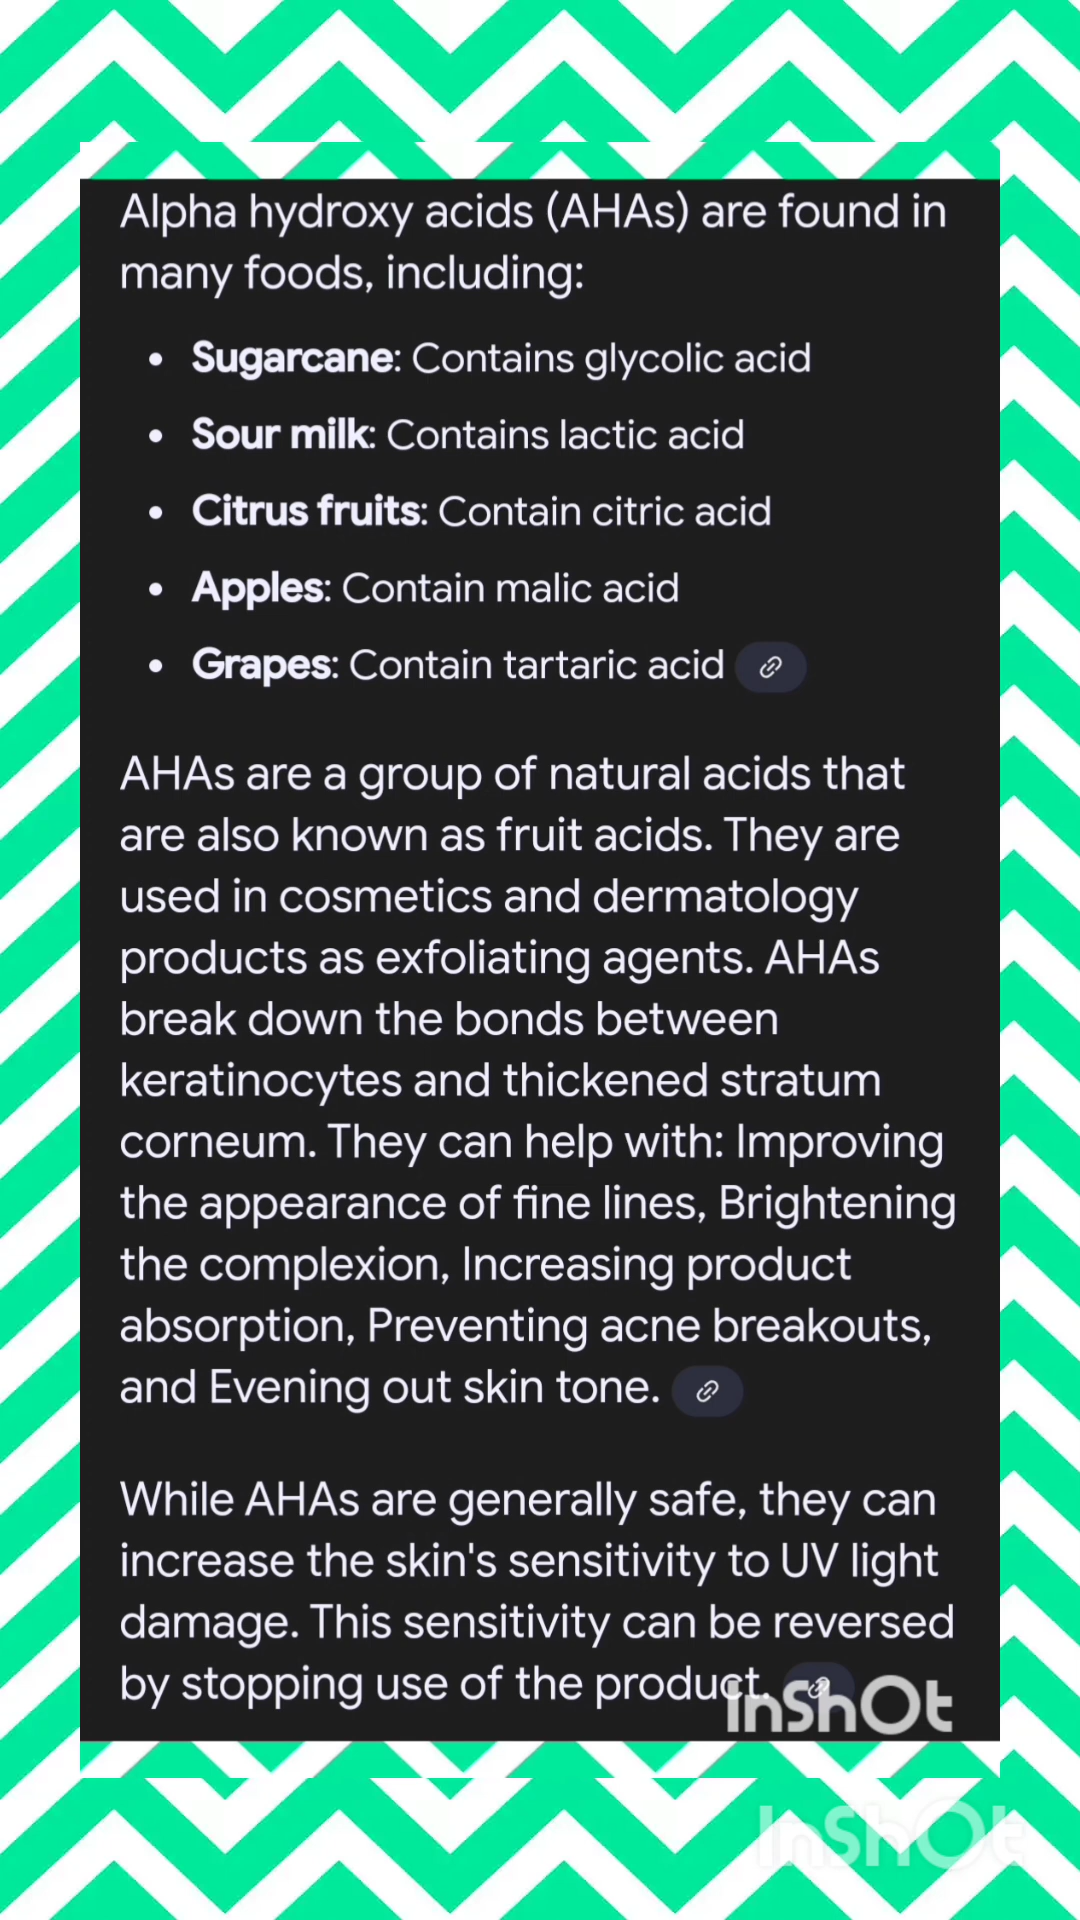 Alpha hydroxy acids (AHAs) are found in
many foods, including:
• Sugarcane: Contains glycolic acid
• Sour milk: Contains lactic acid
• Citrus fruits: Contain citric acid
• Apples: Contain malic acid
• Grapes: Contain tartaric acid
AHAs are a group of natural acids that
are also known as fruit acids. They are
used in cosmetics and dermatology
products as exfoliating agents. AHAs
break down the bonds between
keratinocytes and thickened stratum
corneum. They can help with: Improving
the appearance of fine lines, Brightening
the complexion, Increasing product
absorption, Preventing acne breakouts,
and Evening out skin tone.
While AHAs are generally safe, they can
increase the skin's sensitivity to UV light
damage. This sensitivity can be reversed
by stopping use of the product.
InShOt
InShOt